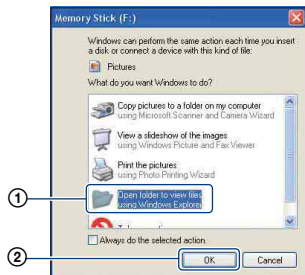 Memory Stick (F:)
Windows can perform the same action each time you insert
a disk or connect a device with this kind of file:
Pictures
What do you want Windows to do?
Copy pictures to a folder on my computer
using Microsoft Scanner and Camera Wizard
View a slideshow of the images
using Windows Picture and Fax Viewer
Print the pictures
using Photo Printing Wizard
① Open folder to view files
using Windows Explorer
Always do the selected action.
② OK Cancel